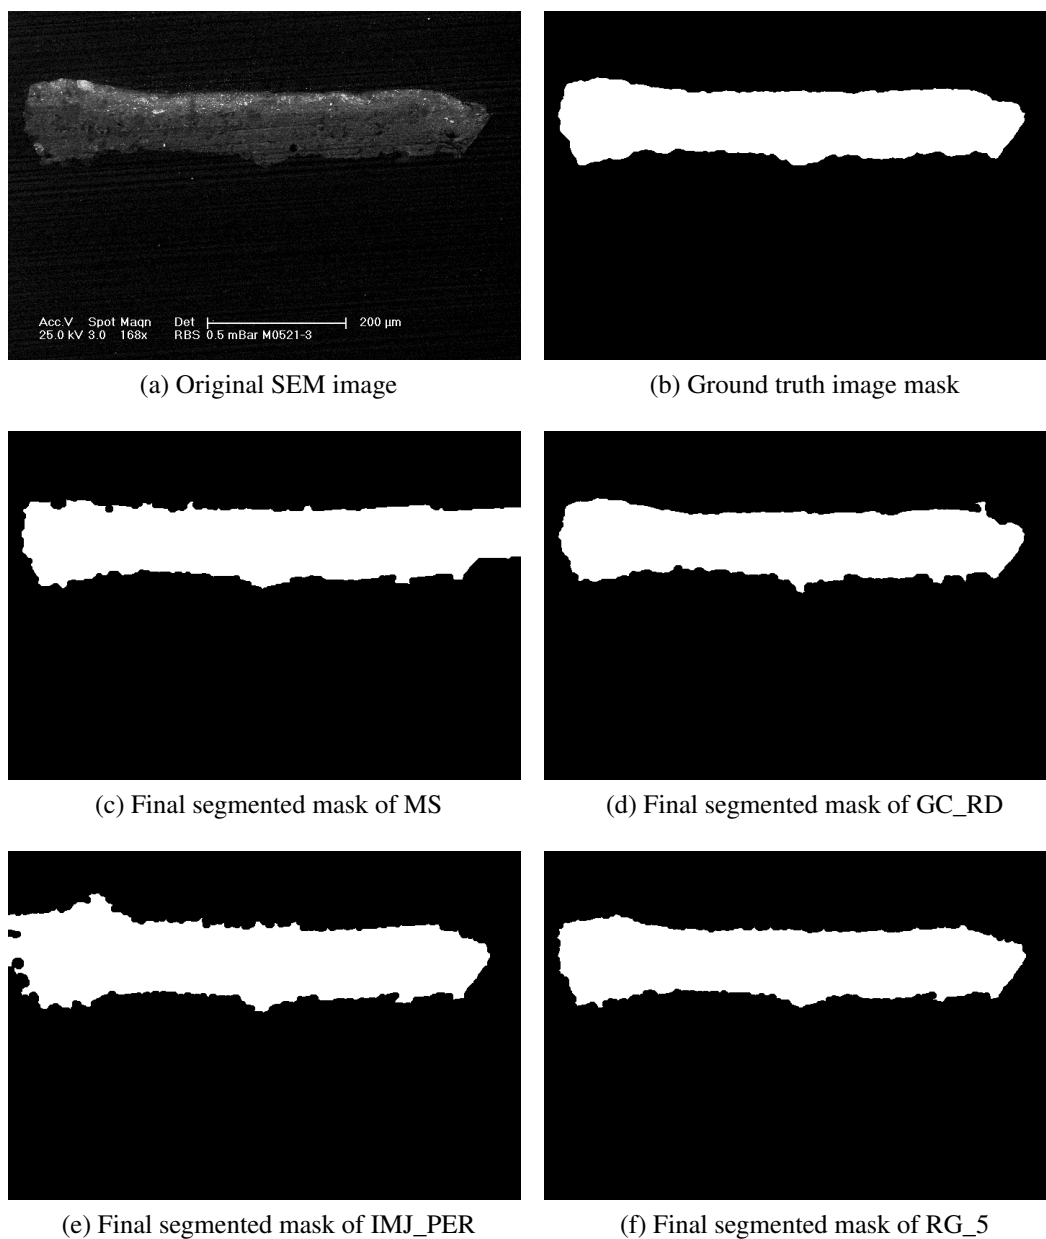 Acc.V Spot Magn Det 200 µm
25.0 kV 3.0 168x RBS 0.5 mBar M0521-3
(a) Original SEM image
(b) Ground truth image mask
(c) Final segmented mask of MS
(d) Final segmented mask of GC_RD
(e) Final segmented mask of IMJ_PER
(f) Final segmented mask of RG_5